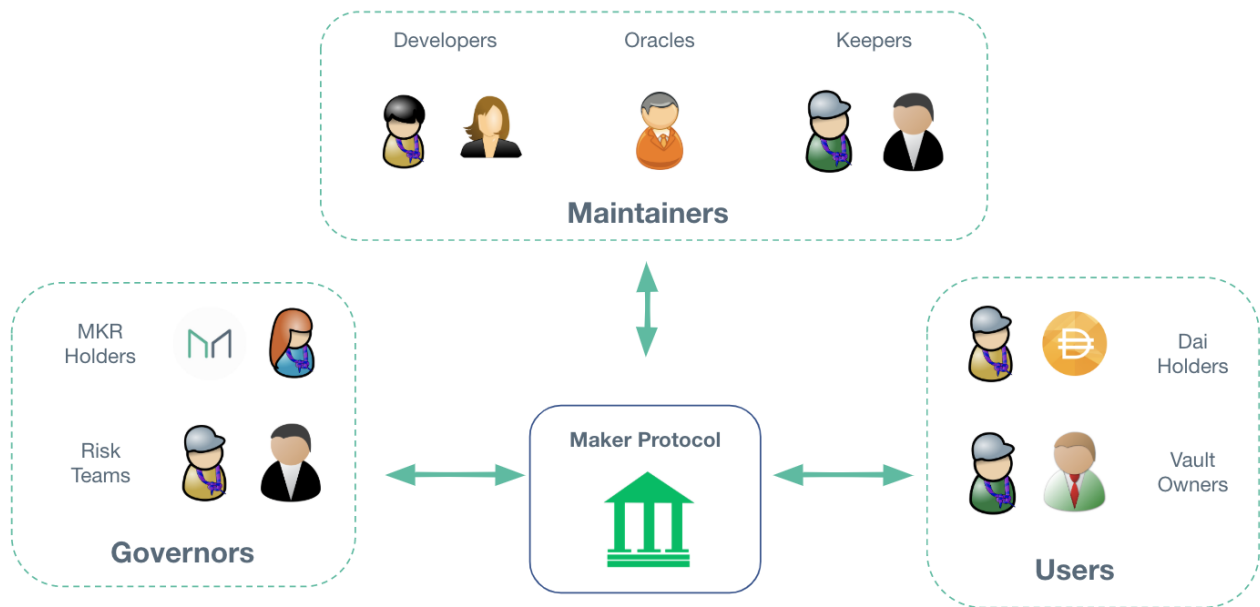 Developers
Oracles
Keepers
Maintainers
MKR
Holders
Risk
Teams
Governors
Maker Protocol
Dai
Holders
Vault
Owners
Users